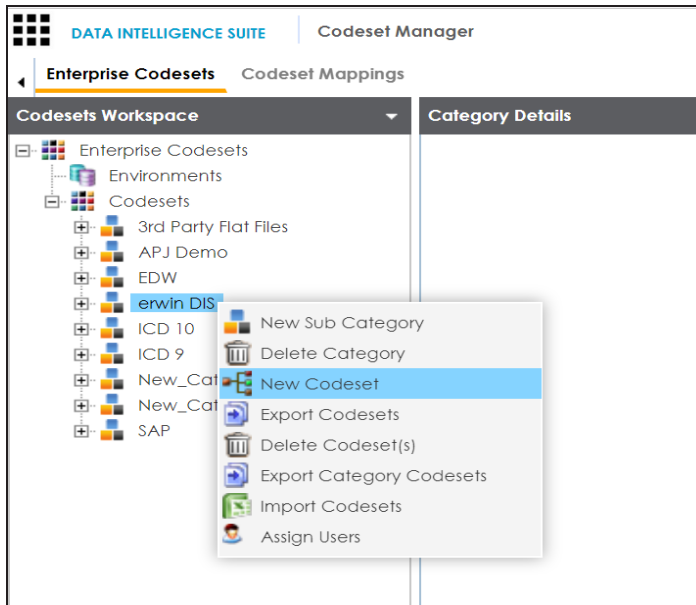 DATA INTELLIGENCE SUITE Codeset Manager
Enterprise Codesets Codeset Mappings
Codesets Workspace Category Details
Enterprise Codesets
Environments
Codesets
3rd Party Flat Files
APJ Demo
EDW
erwin DIS
ICD 10
ICD 9
New_Cat
New_Cat
SAP
New Sub Category
Delete Category
New Codeset
Export Codesets
Delete Codeset(s)
Export Category Codesets
Import Codesets
Assign Users